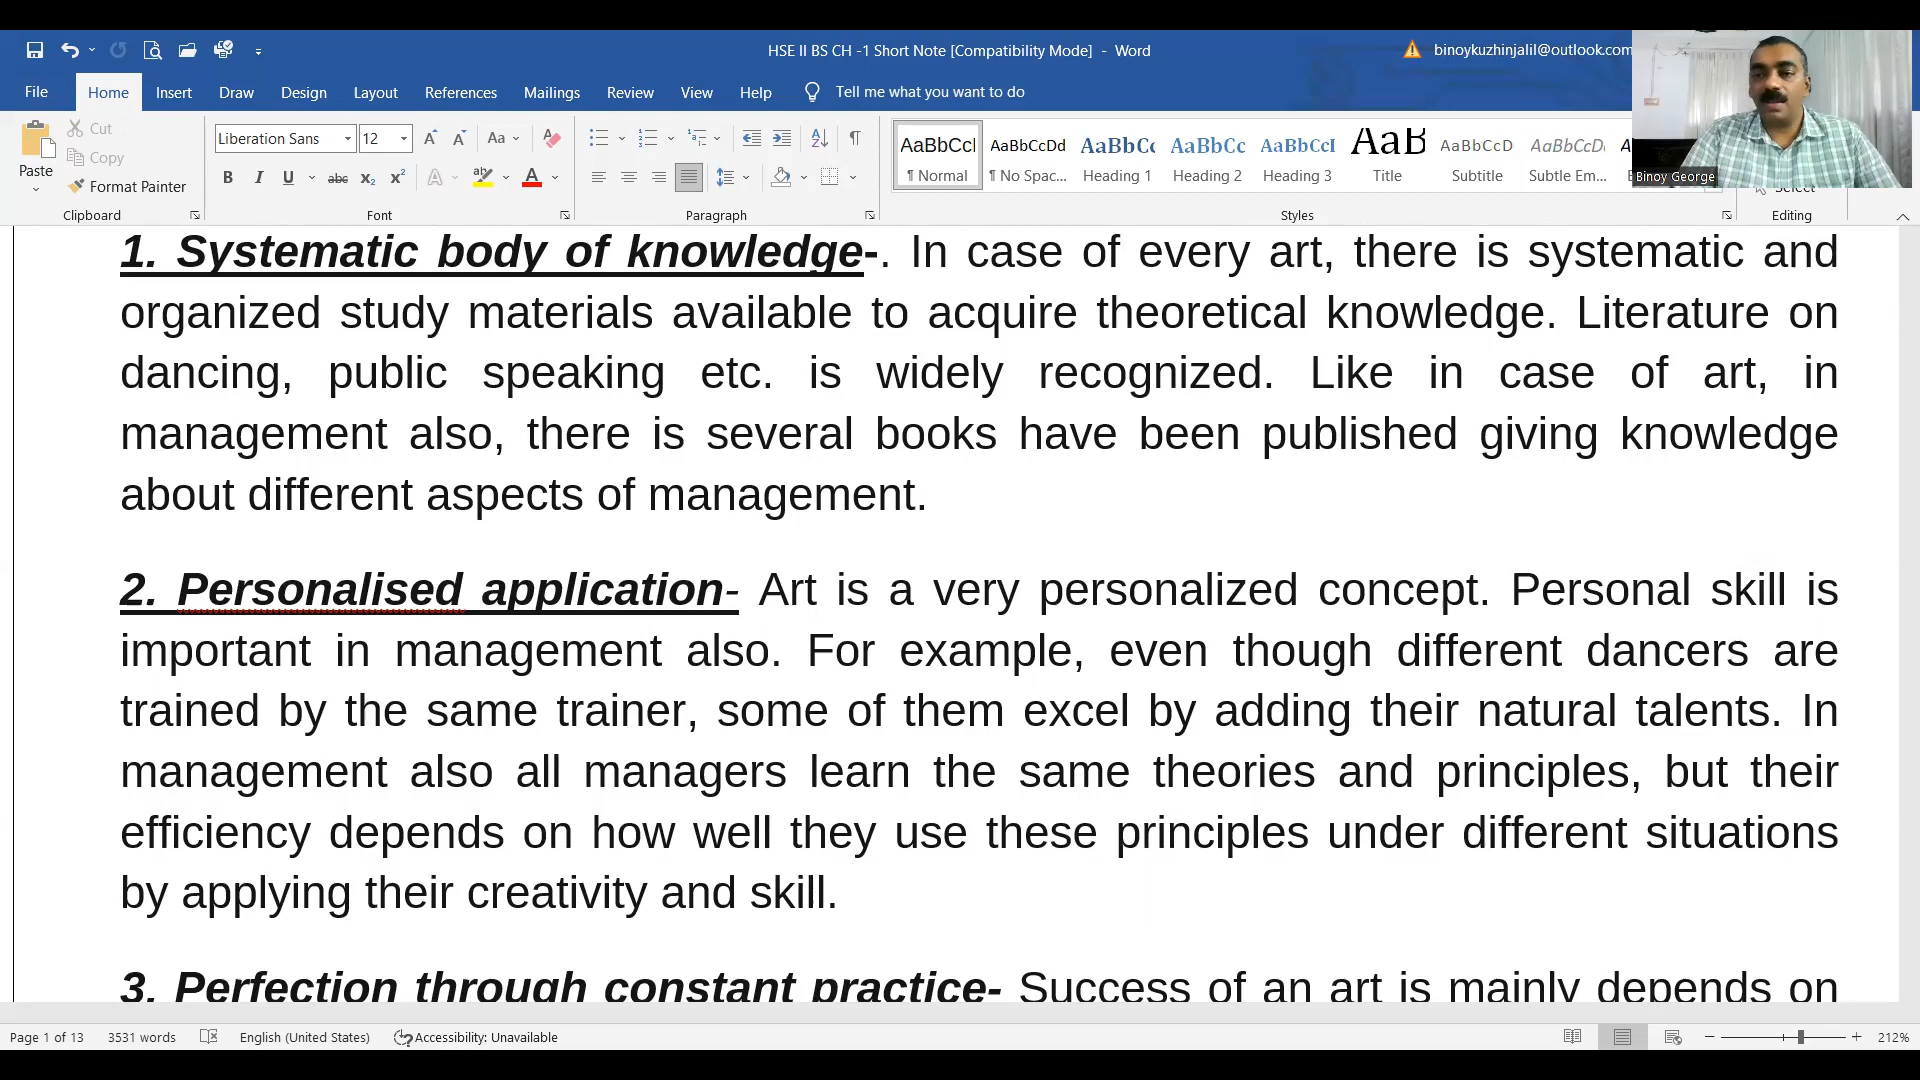 HSE II BS CH -1 Short Note [Compatibility Mode] - Word
binoykuzhinjalil@outlook.com
File Home Insert Draw Design Layout References Mailings Review View Help Tell me what you want to do
Paste
Cut
Copy
Format Painter
Clipboard
Liberation Sans 12
Font
Paragraph
AaBbCcI AaBbCcDd AaBbCc AaBbCc AaBbCcI AaB AaBbCcD AaBbCcD
¶ Normal ¶ No Spac... Heading 1 Heading 2 Heading 3 Title Subtitle Subtle Em...
Styles
Select
Editing
Binoy George
1. Systematic body of knowledge-. In case of every art, there is systematic and
organized study materials available to acquire theoretical knowledge. Literature on
dancing, public speaking etc. is widely recognized. Like in case of art, in
management also, there is several books have been published giving knowledge
about different aspects of management.
2. Personalised application- Art is a very personalized concept. Personal skill is
important in management also. For example, even though different dancers are
trained by the same trainer, some of them excel by adding their natural talents. In
management also all managers learn the same theories and principles, but their
efficiency depends on how well they use these principles under different situations
by applying their creativity and skill.
3. Perfection through constant practice- Success of an art is mainly depends on
Page 1 of 13 3531 words English (United States) Accessibility: Unavailable 212%